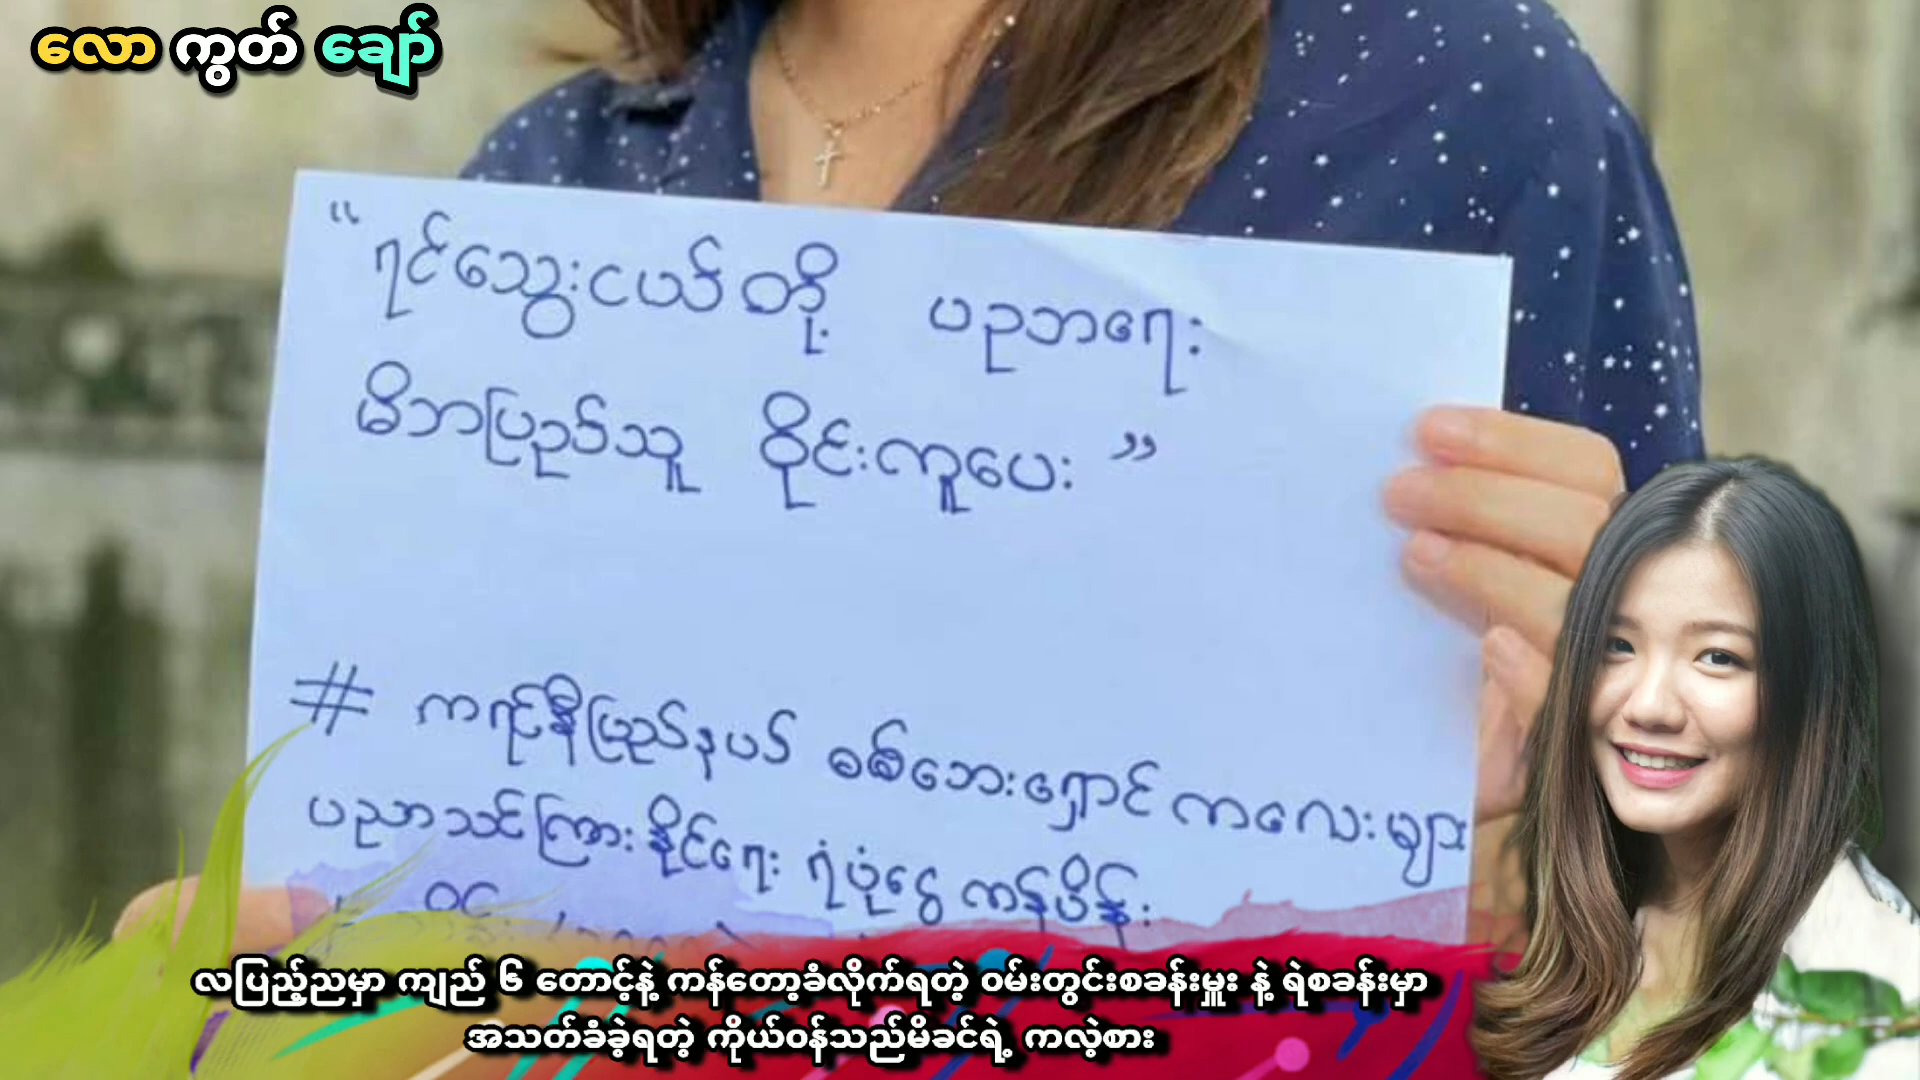 လော ကွတ် ချော်
“ ရင်သွေးငယ်တို့ ပဉာရေး
မိဘပြည်သူ ဝိုင်းကူပေး ”
# ကရင်နီပြည်နယ် စစ်ဘေးရှောင် ကလေးများ
ပညာသင်ကြားနိုင်ရေး ရံပုံငွေ ကန်ပိန်း
လပြည့်ညမှာ ကျည် ၆ တောင့်နဲ့ ကန်တော့ခံလိုက်ရတဲ့ ဝမ်းတွင်းစခန်းမှူး နဲ့ ရဲစခန်းမှာ
အသတ်ခံခဲ့ရတဲ့ ကိုယ်ဝန်သည်မိခင်ရဲ့ ကလဲ့စား